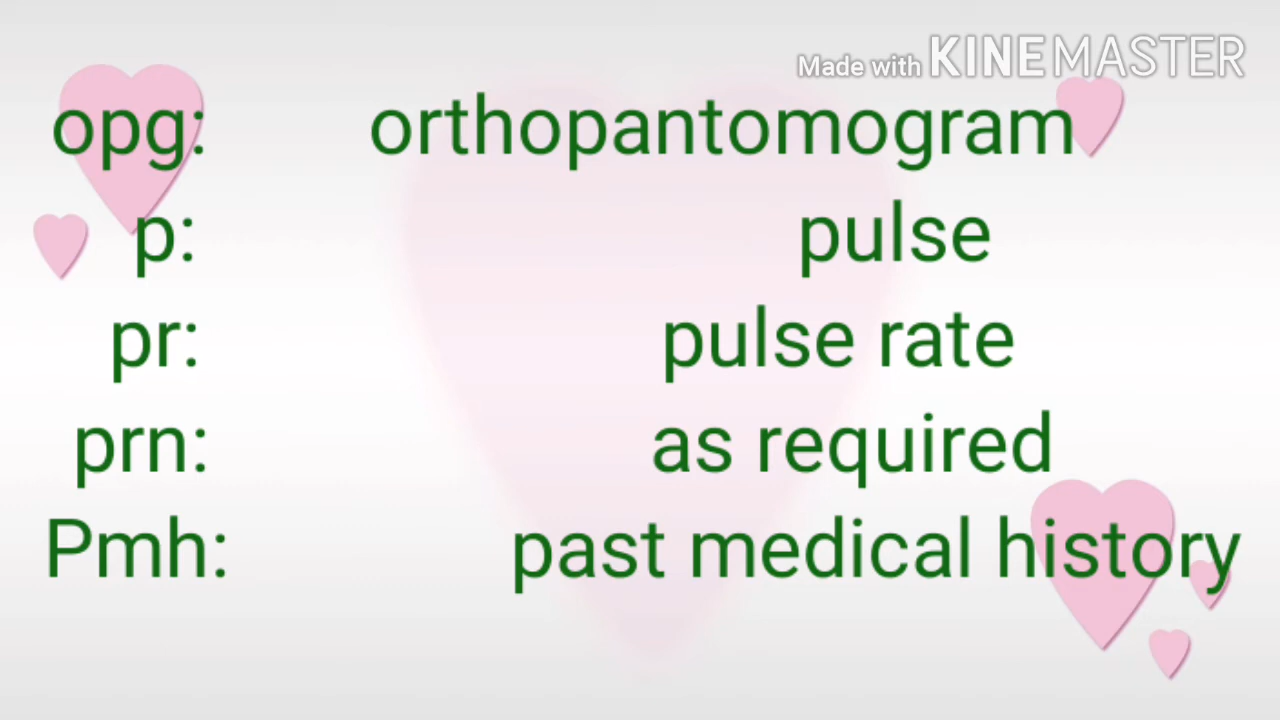 Made with KINEMASTER
opg: orthopantomogram
p: pulse
pr: pulse rate
prn: as required
Pmh: past medical history